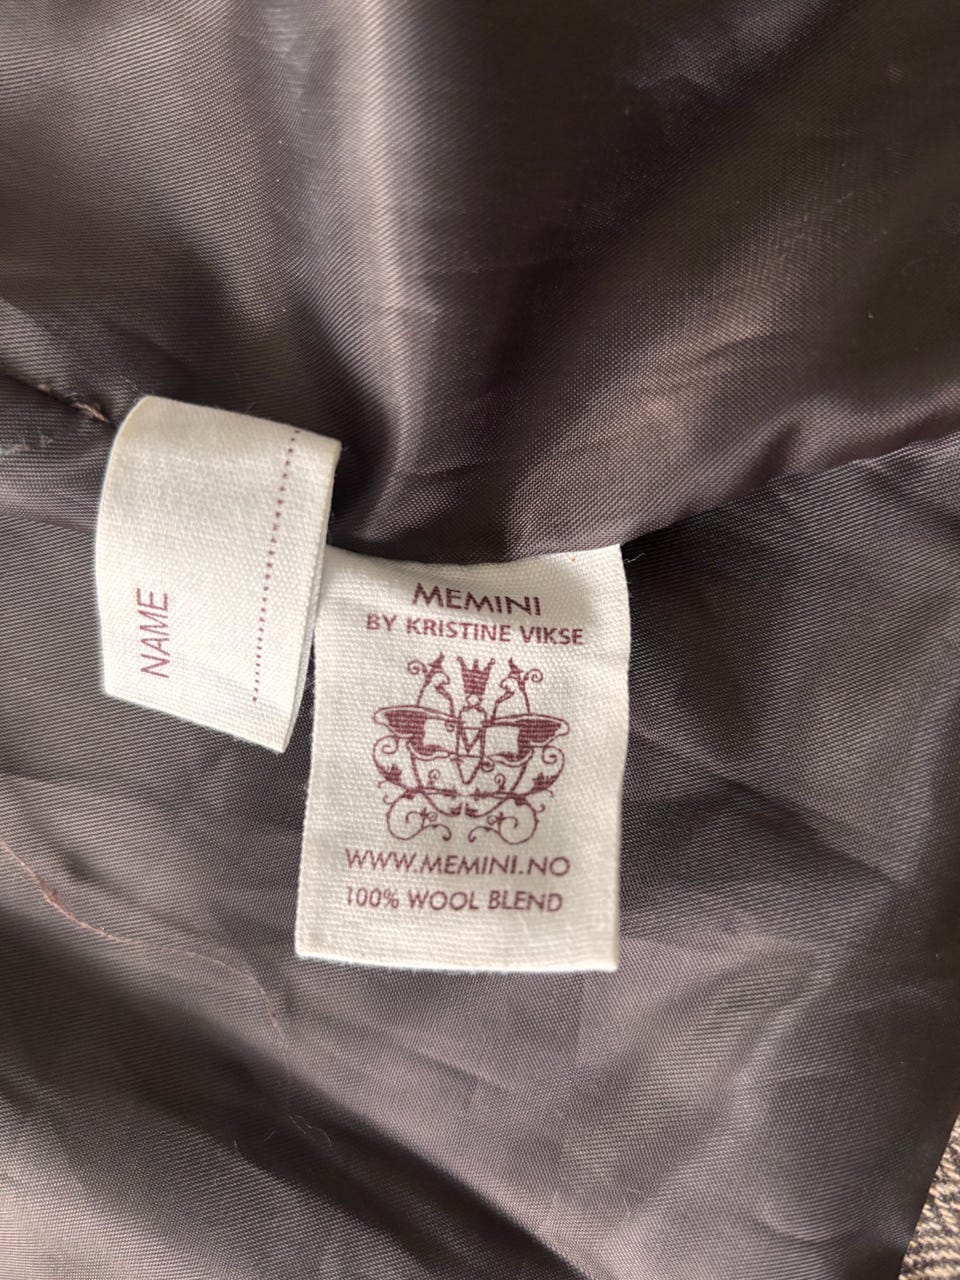 NAME
MEMINI
BY KRISTINE VIKSE
M
WWW.MEMINI.NO
100% WOOL BLEND